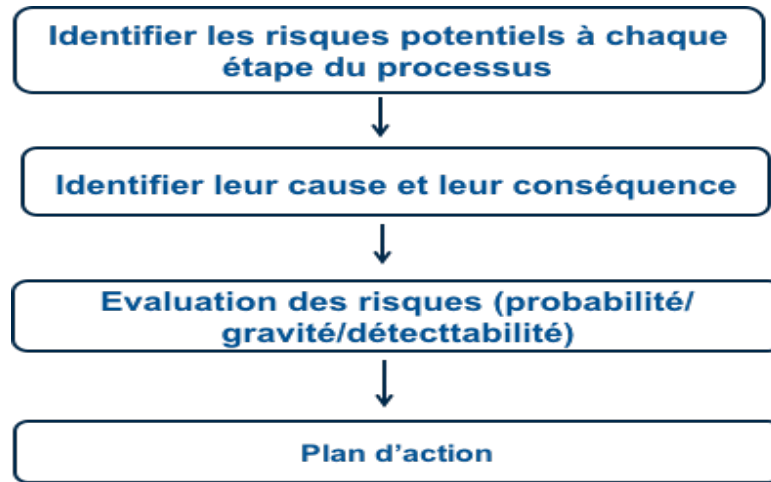 Identifier les risques potentiels à chaque
étape du processus
Identifier leur cause et leur conséquence
Evaluation des risques (probabilité/
gravité/détecttabilité)
Plan d’action